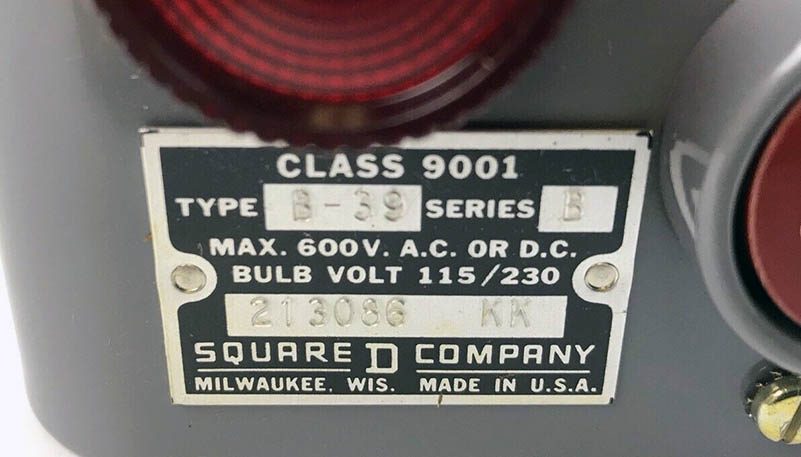 CLASS 9001
TYPE B-39 SERIES B
MAX. 600V. A.C. OR D.C.
BULB VOLT 115/230
213086 KK
SQUARE D COMPANY
MILWAUKEE, WIS. MADE IN U.S.A.